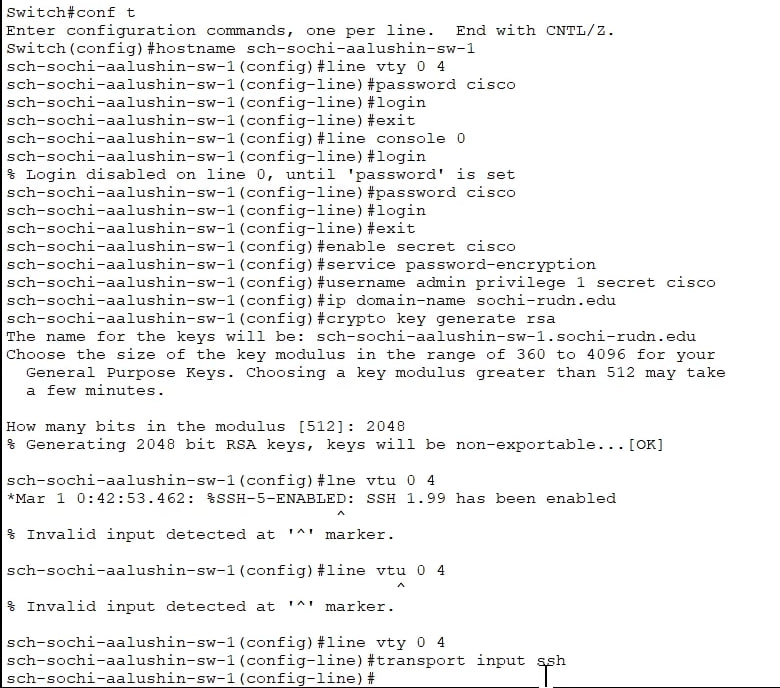 Switch#conf t
Enter configuration commands, one per line.  End with CNTL/Z.
Switch(config)#hostname sch-sochi-aalushin-sw-1
sch-sochi-aalushin-sw-1(config)#line vty 0 4
sch-sochi-aalushin-sw-1(config-line)#password cisco
sch-sochi-aalushin-sw-1(config-line)#login
sch-sochi-aalushin-sw-1(config-line)#exit
sch-sochi-aalushin-sw-1(config)#line console 0
sch-sochi-aalushin-sw-1(config-line)#login
% Login disabled on line 0, until 'password' is set
sch-sochi-aalushin-sw-1(config-line)#password cisco
sch-sochi-aalushin-sw-1(config-line)#login
sch-sochi-aalushin-sw-1(config-line)#exit
sch-sochi-aalushin-sw-1(config)#enable secret cisco
sch-sochi-aalushin-sw-1(config)#service password-encryption
sch-sochi-aalushin-sw-1(config)#username admin privilege 1 secret cisco
sch-sochi-aalushin-sw-1(config)#ip domain-name sochi-rudn.edu
sch-sochi-aalushin-sw-1(config)#crypto key generate rsa
The name for the keys will be: sch-sochi-aalushin-sw-1.sochi-rudn.edu
Choose the size of the key modulus in the range of 360 to 4096 for your
  General Purpose Keys. Choosing a key modulus greater than 512 may take
  a few minutes.

How many bits in the modulus [512]: 2048
% Generating 2048 bit RSA keys, keys will be non-exportable...[OK]

sch-sochi-aalushin-sw-1(config)#lne vtu 0 4
*Mar 1 0:42:53.462: %SSH-5-ENABLED: SSH 1.99 has been enabled
                                  ^
% Invalid input detected at '^' marker.

sch-sochi-aalushin-sw-1(config)#line vtu 0 4
                                        ^
% Invalid input detected at '^' marker.

sch-sochi-aalushin-sw-1(config)#line vty 0 4
sch-sochi-aalushin-sw-1(config-line)#transport input ssh
sch-sochi-aalushin-sw-1(config-line)#